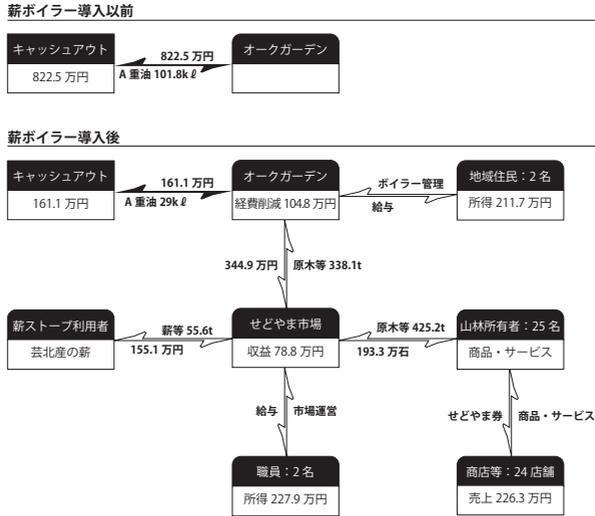 薪ボイラー導入以前
キャッシュアウト
822.5 万円
822.5 万円
A 重油 101.8kℓ
オークガーデン
薪ボイラー導入後
キャッシュアウト
161.1 万円
161.1 万円
A 重油 29kℓ
オークガーデン
経費削減 104.8 万円
ボイラー管理
給与
地域住民：2 名
所得 211.7 万円
344.9 万円
原木等 338.1t
薪ストーブ利用者
芸北産の薪
薪等 55.6t
155.1 万円
せどやま市場
収益 78.8 万円
原木等 425.2t
193.3 万石
山林所有者：25 名
商品・サービス
給与
市場運営
せどやま券
商品・サービス
職員：2 名
所得 227.9 万円
商店等：24 店舗
売上 226.3 万円